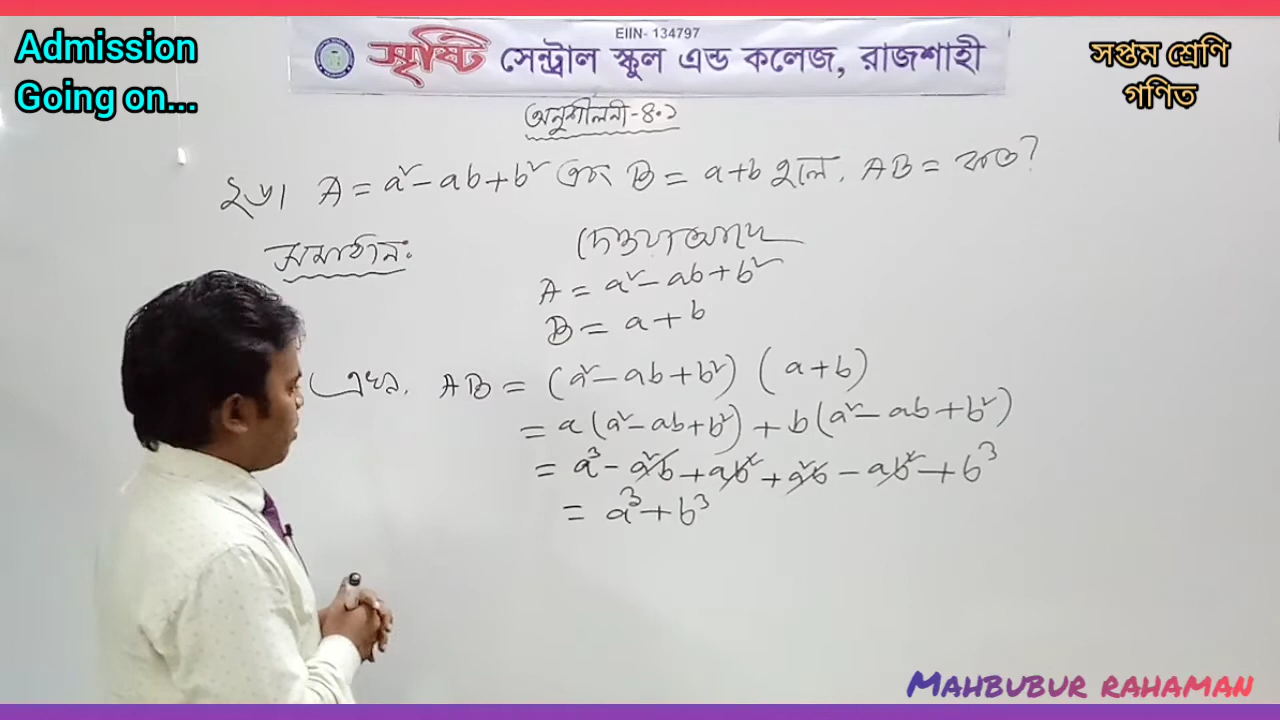 Admission
Going on...
EIIN- 134797
সৃষ্টি সেন্ট্রাল স্কুল এন্ড কলেজ, রাজশাহী
সপ্তম শ্রেণি
গণিত
অনুশীলনী-৪.১
২৬। A = a² - ab + b² এবং B = a + b হলে, AB = কত?
সমাধানঃ
দেওয়া আছে
A = a² - ab + b²
B = a + b
এখন, AB = (a² - ab + b²) (a + b)
= a (a² - ab + b²) + b (a² - ab + b²)
= a³ - a²b + ab² + a²b - ab² + b³
= a³ + b³
MAHBUBUR RAHAMAN